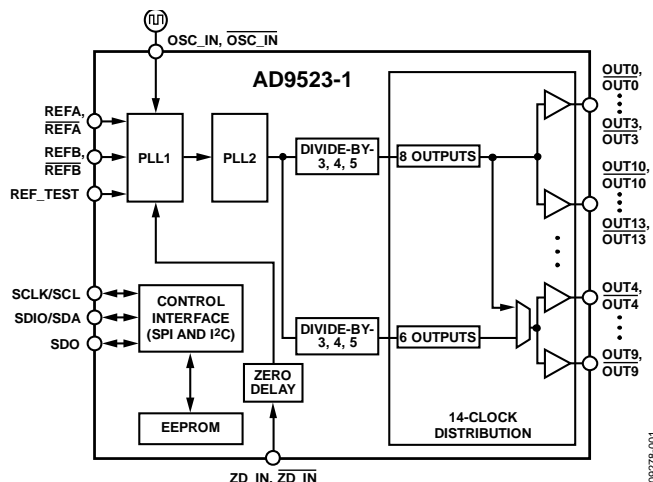 OSC_IN, OSC_IN
AD9523-1
REFA,
REFA
REFB,
REFB
REF_TEST
PLL1
PLL2
DIVIDE-BY-
3, 4, 5
8 OUTPUTS
OUT0,
OUT0
OUT3,
OUT3
OUT10,
OUT10
OUT13,
OUT13
SCLK/SCL
SDIO/SDA
SDO
CONTROL
INTERFACE
(SPI AND I²C)
DIVIDE-BY-
3, 4, 5
6 OUTPUTS
OUT4,
OUT4
OUT9,
OUT9
ZERO
DELAY
EEPROM
14-CLOCK
DISTRIBUTION
ZD_IN, ZD_IN
09278-001